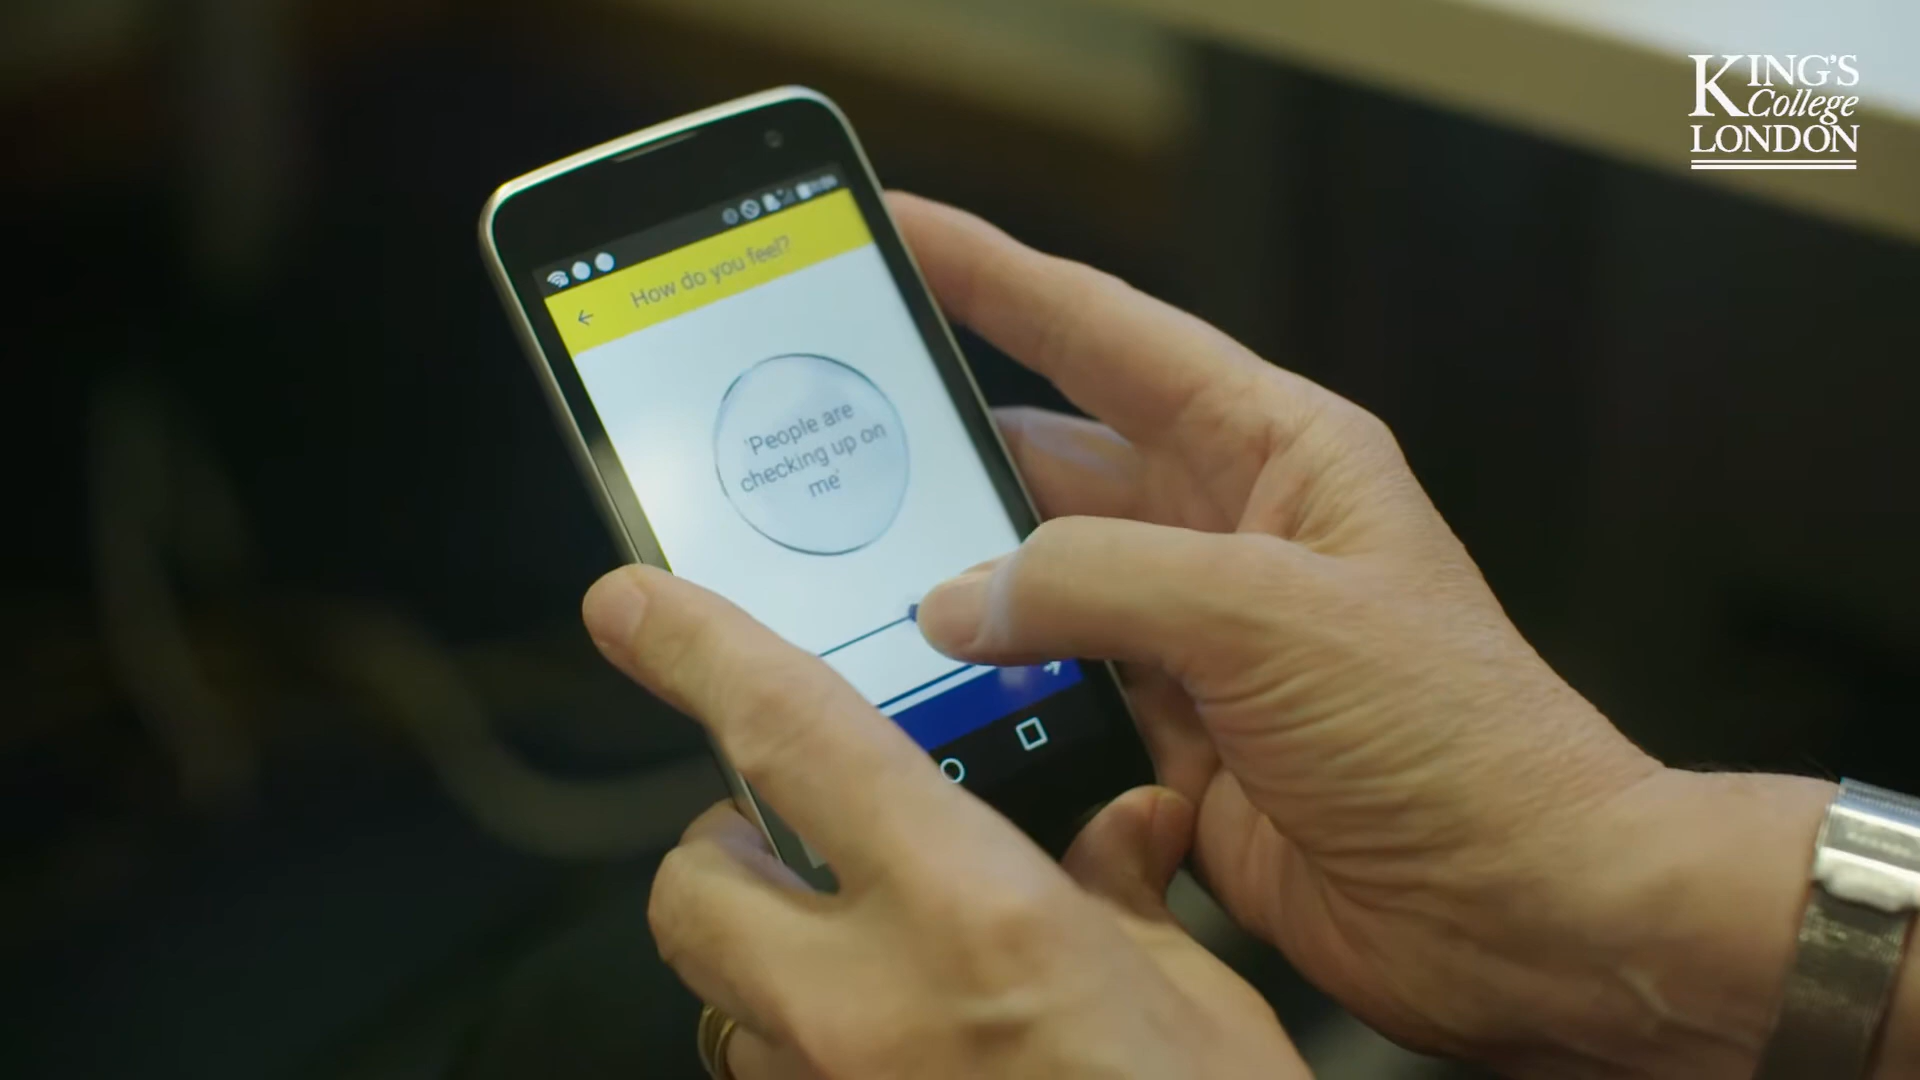 How do you feel?
'People are
checking up on
me'
KING'S
College
LONDON